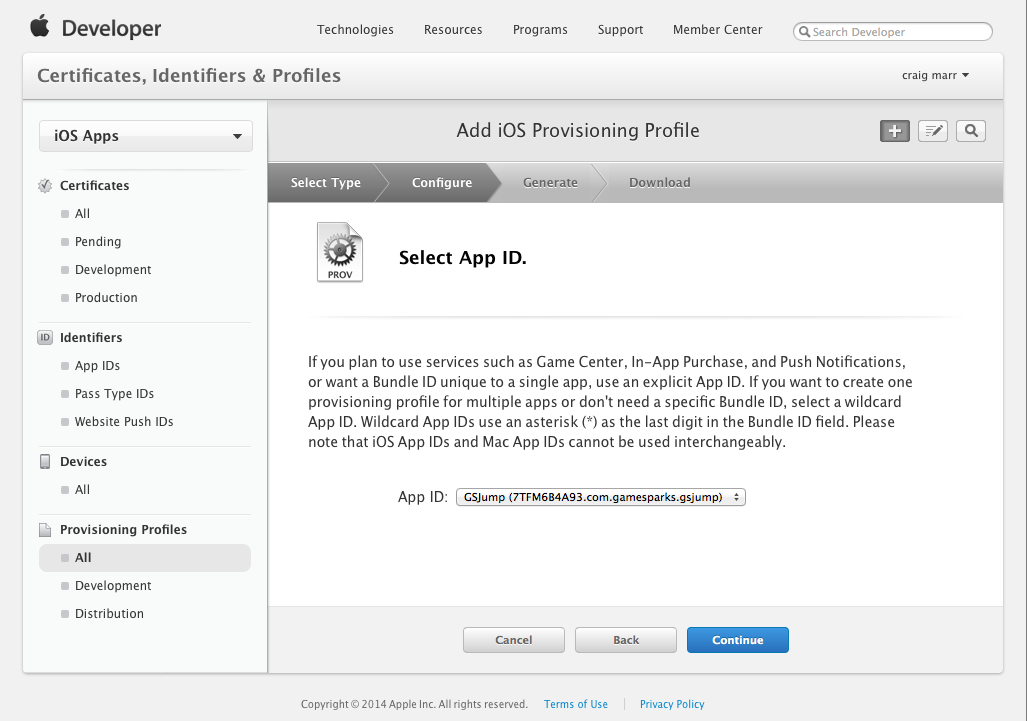 Developer
Technologies
Resources
Programs
Support
Member Center
Search Developer
Certificates, Identifiers & Profiles
craig marr
iOS Apps
Certificates
All
Pending
Development
Production
ID
Identifiers
App IDs
Pass Type IDs
Website Push IDs
Devices
All
Provisioning Profiles
All
Development
Distribution
Add iOS Provisioning Profile
Select Type
Configure
Generate
Download
PROV
Select App ID.
If you plan to use services such as Game Center, In-App Purchase, and Push Notifications,
or want a Bundle ID unique to a single app, use an explicit App ID. If you want to create one
provisioning profile for multiple apps or don't need a specific Bundle ID, select a wildcard
App ID. Wildcard App IDs use an asterisk (*) as the last digit in the Bundle ID field. Please
note that iOS App IDs and Mac App IDs cannot be used interchangeably.
App ID:
GSJump (7TFM6B4A93.com.gamesparks.gsjump)
Cancel
Back
Continue
Copyright © 2014 Apple Inc. All rights reserved.
Terms of Use
Privacy Policy